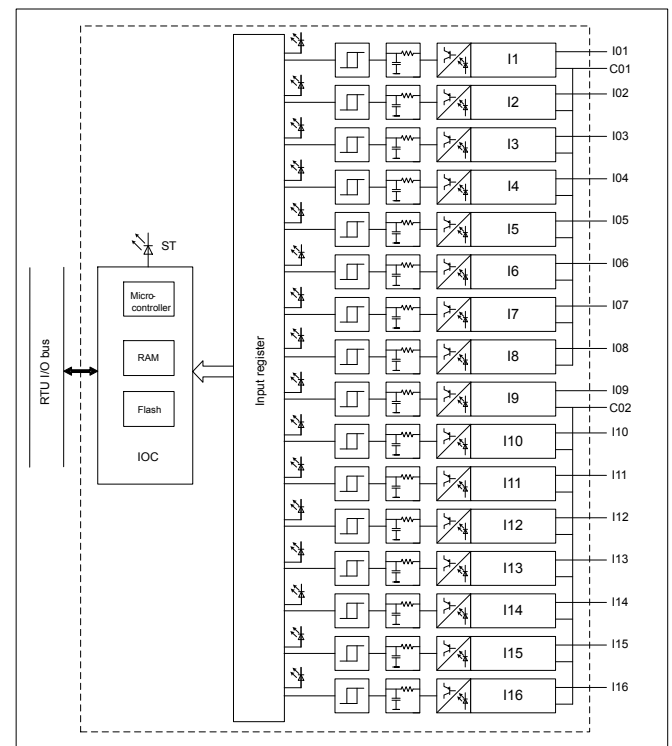 I1
I01
C01
I2
I02
I3
I03
I4
I04
I5
I05
ST
I6
I06
Micro-
controller
I7
I07
RTU I/O bus
RAM
Input register
I8
I08
I9
I09
C02
Flash
I10
I10
IOC
I11
I11
I12
I12
I13
I13
I14
I14
I15
I15
I16
I16